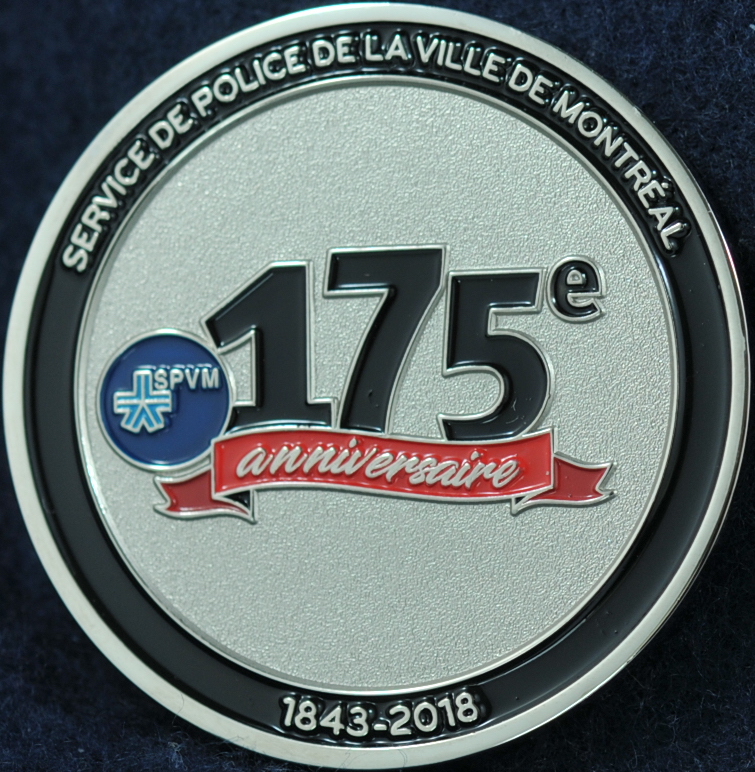 SERVICE DE POLICE DE LA VILLE DE MONTRÉAL
175e
SPVM
anniversaire
1843-2018